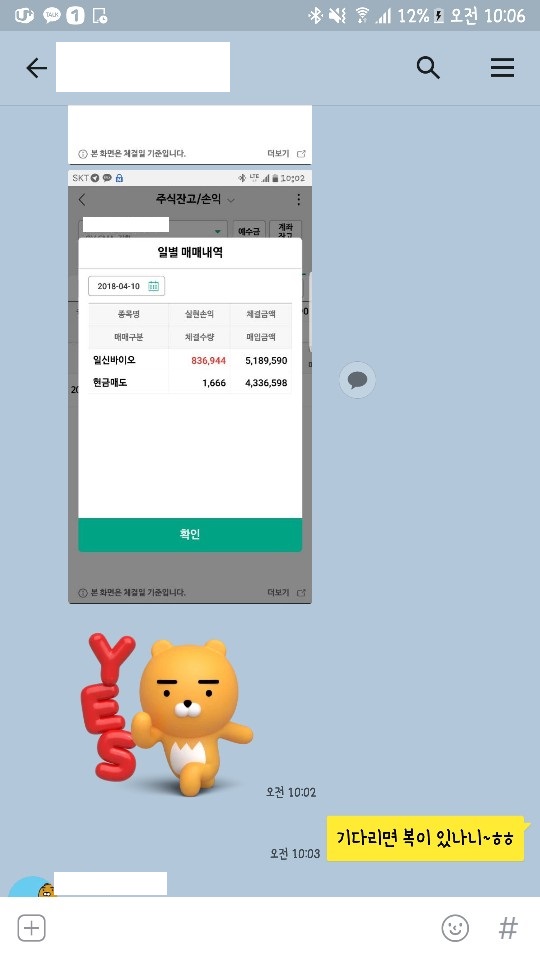 TALK 1 12% 오전 10:06
본 화면은 체결일 기준입니다. 더보기
SKT LTE 10:02
주식잔고/손익
예수금 계좌
잔고
일별 매매내역
2018-04-10
종목명 실현손익 체결금액
매매구분 체결수량 매입금액
일신바이오 836,944 5,189,590
현금매도 1,666 4,336,598
확인
본 화면은 체결일 기준입니다. 더보기
YES
오전 10:02
기다리면 복이 있나니~ㅎㅎ
오전 10:03
#